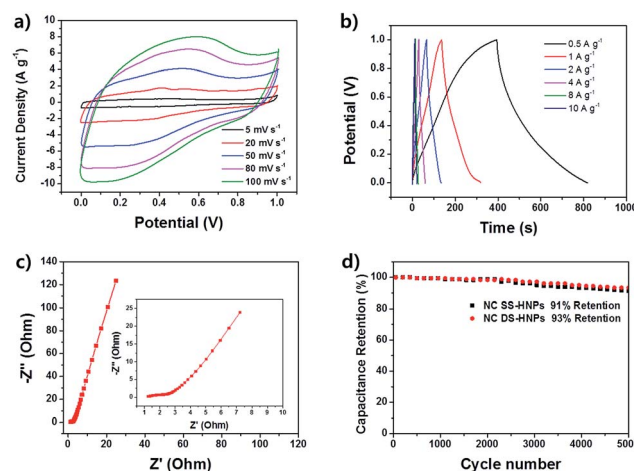 a)
Current Density (A g⁻¹)
10
8
6
4
2
0
-2
-4
-6
-8
-10
5 mV s⁻¹
20 mV s⁻¹
50 mV s⁻¹
80 mV s⁻¹
100 mV s⁻¹
0.0 0.2 0.4 0.6 0.8 1.0
Potential (V)
b)
Potential (V)
1.0
0.8
0.6
0.4
0.2
0.0
0.5 A g⁻¹
1 A g⁻¹
2 A g⁻¹
4 A g⁻¹
8 A g⁻¹
10 A g⁻¹
0 200 400 600 800 1000
Time (s)
c)
-Z'' (Ohm)
140
120
100
80
60
40
20
0
-Z'' (Ohm)
25
20
15
10
5
0
0 1 2 3 4 5 6 7 8 9 10
Z' (Ohm)
0 20 40 60 80 100 120
Z' (Ohm)
d)
Capacitance Retention (%)
120
100
80
60
40
20
0
NC SS-HNPs 91% Retention
NC DS-HNPs 93% Retention
0 1000 2000 3000 4000 5000
Cycle number